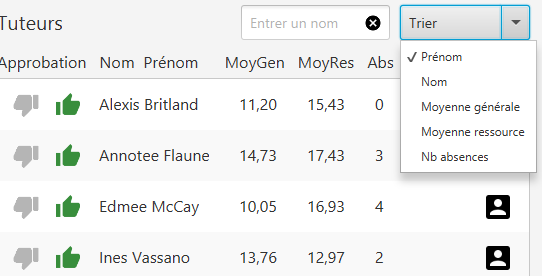 Tuteurs Entrer un nom Trier
Approbation Nom Prénom MoyGen MoyRes Abs
✓ Prénom
Nom
Moyenne générale
Moyenne ressource
Nb absences
Alexis Britland 11,20 15,43 0
Annotee Flaune 14,73 17,43 3
Edmee McCay 10,05 16,93 4
Ines Vassano 13,76 12,97 2